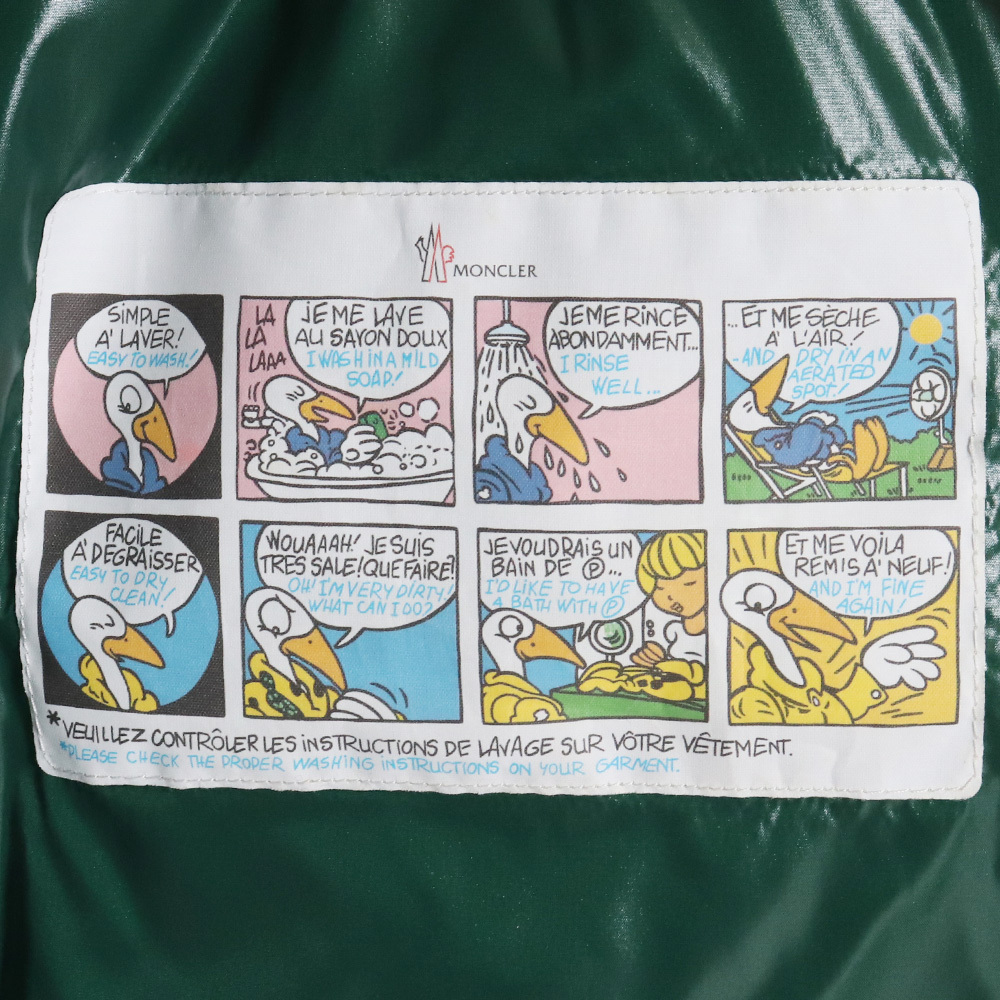 MONCLER
SIMPLE
A' LAVER!
EASY TO WASH!
LA
LA
LAAA
JE ME LAVE
AU SAVON DOUX
I WASH IN A MILD
SOAP!
JE ME RINCE
ABONDAMMENT...
I RINSE
WELL...
...ET ME SÈCHE
A' L'AIR!
-AND DRY IN AN
AERATED
SPOT!
FACILE
A' DEGRAISSER
EASY TO DRY
CLEAN!
WOUAAAH! JE SUIS
TRES SALE! QUE FAIRE?
OH! I'M VERY DIRTY!
WHAT CAN I DO?
JE VOUDRAIS UN
BAIN DE Ⓟ...
I'D LIKE TO HAVE
A BATH WITH Ⓟ
ET ME VOILA
REMIS A' NEUF!
AND I'M FINE
AGAIN!
*VEUILLEZ CONTRÔLER LES INSTRUCTIONS DE LAVAGE SUR VÔTRE VÊTEMENT.
*PLEASE CHECK THE PROPER WASHING INSTRUCTIONS ON YOUR GARMENT.